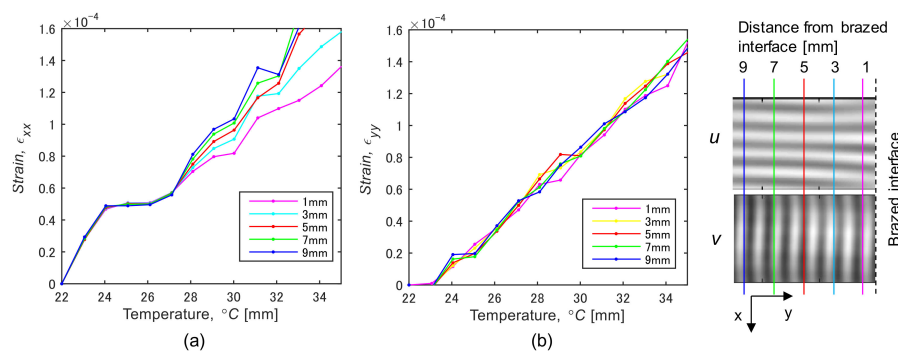 ×10⁻⁴
1.6
1.4
1.2
1
0.8
0.6
0.4
0.2
0
22 24 26 28 30 32 34
Strain, ϵxx
Temperature, °C [mm]
1mm
3mm
5mm
7mm
9mm
(a)
×10⁻⁴
1.6
1.4
1.2
1
0.8
0.6
0.4
0.2
0
22 24 26 28 30 32 34
Strain, ϵyy
Temperature, °C [mm]
1mm
3mm
5mm
7mm
9mm
(b)
Distance from brazed
interface [mm]
9 7 5 3 1
u
v
Brazed interface
x
y